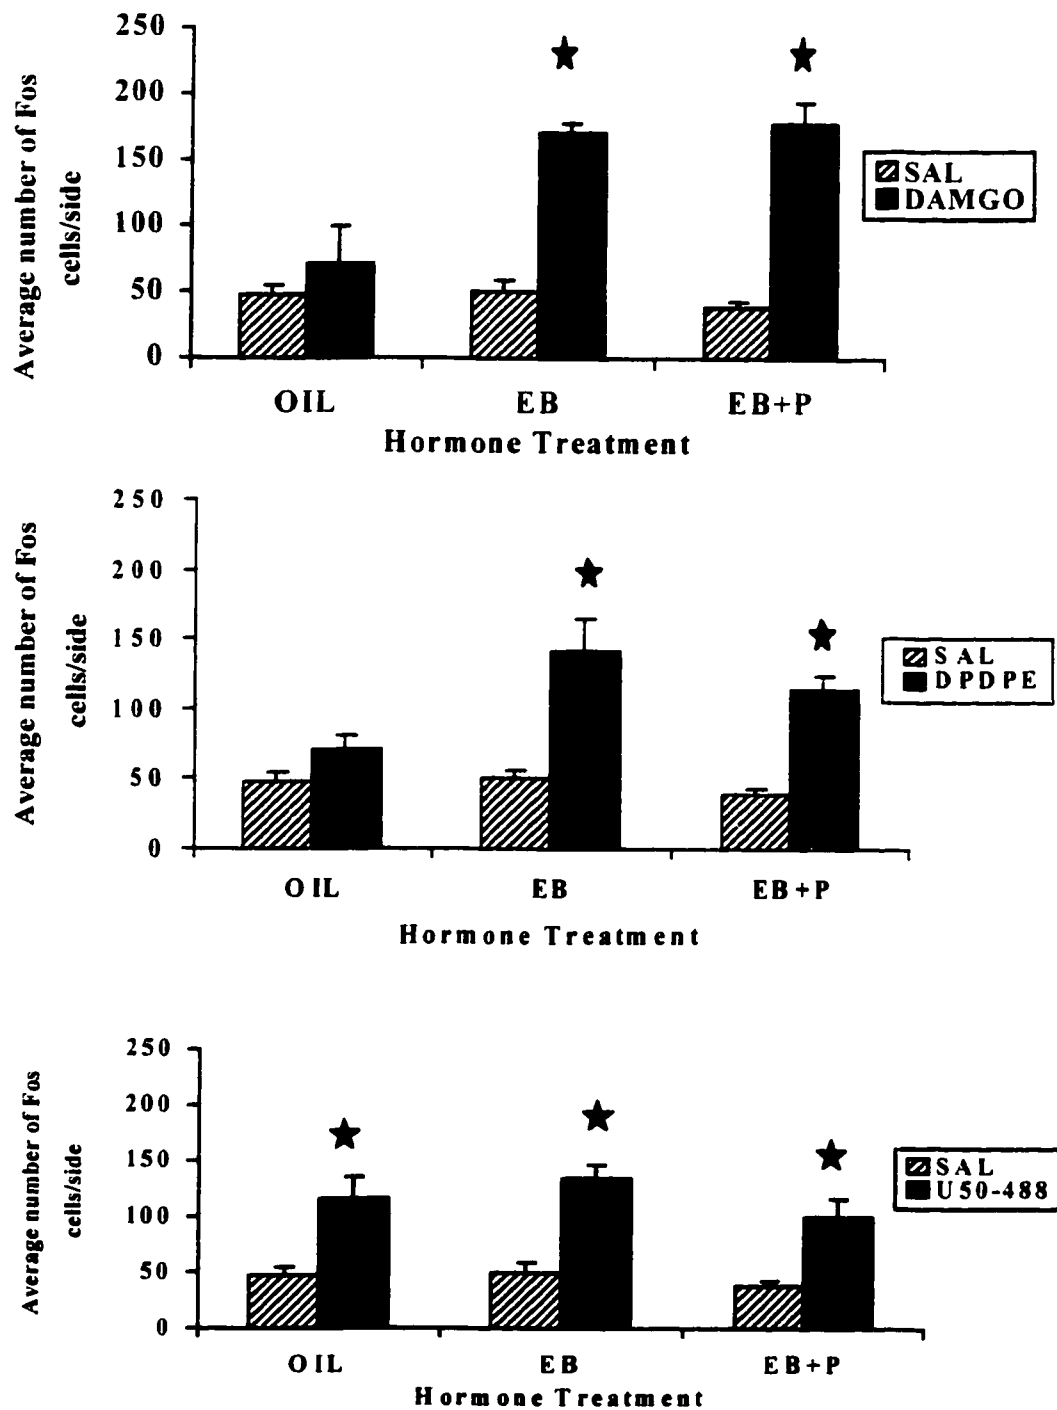 Average number of Fos
cells/side
250
200
150
100
50
0
OIL
EB
EB+P
Hormone Treatment
SAL
DAMGO
Average number of Fos
cells/side
250
200
150
100
50
0
OIL
EB
EB+P
Hormone Treatment
SAL
DPDPE
Average number of Fos
cells/side
250
200
150
100
50
0
OIL
EB
EB+P
Hormone Treatment
SAL
U50-488